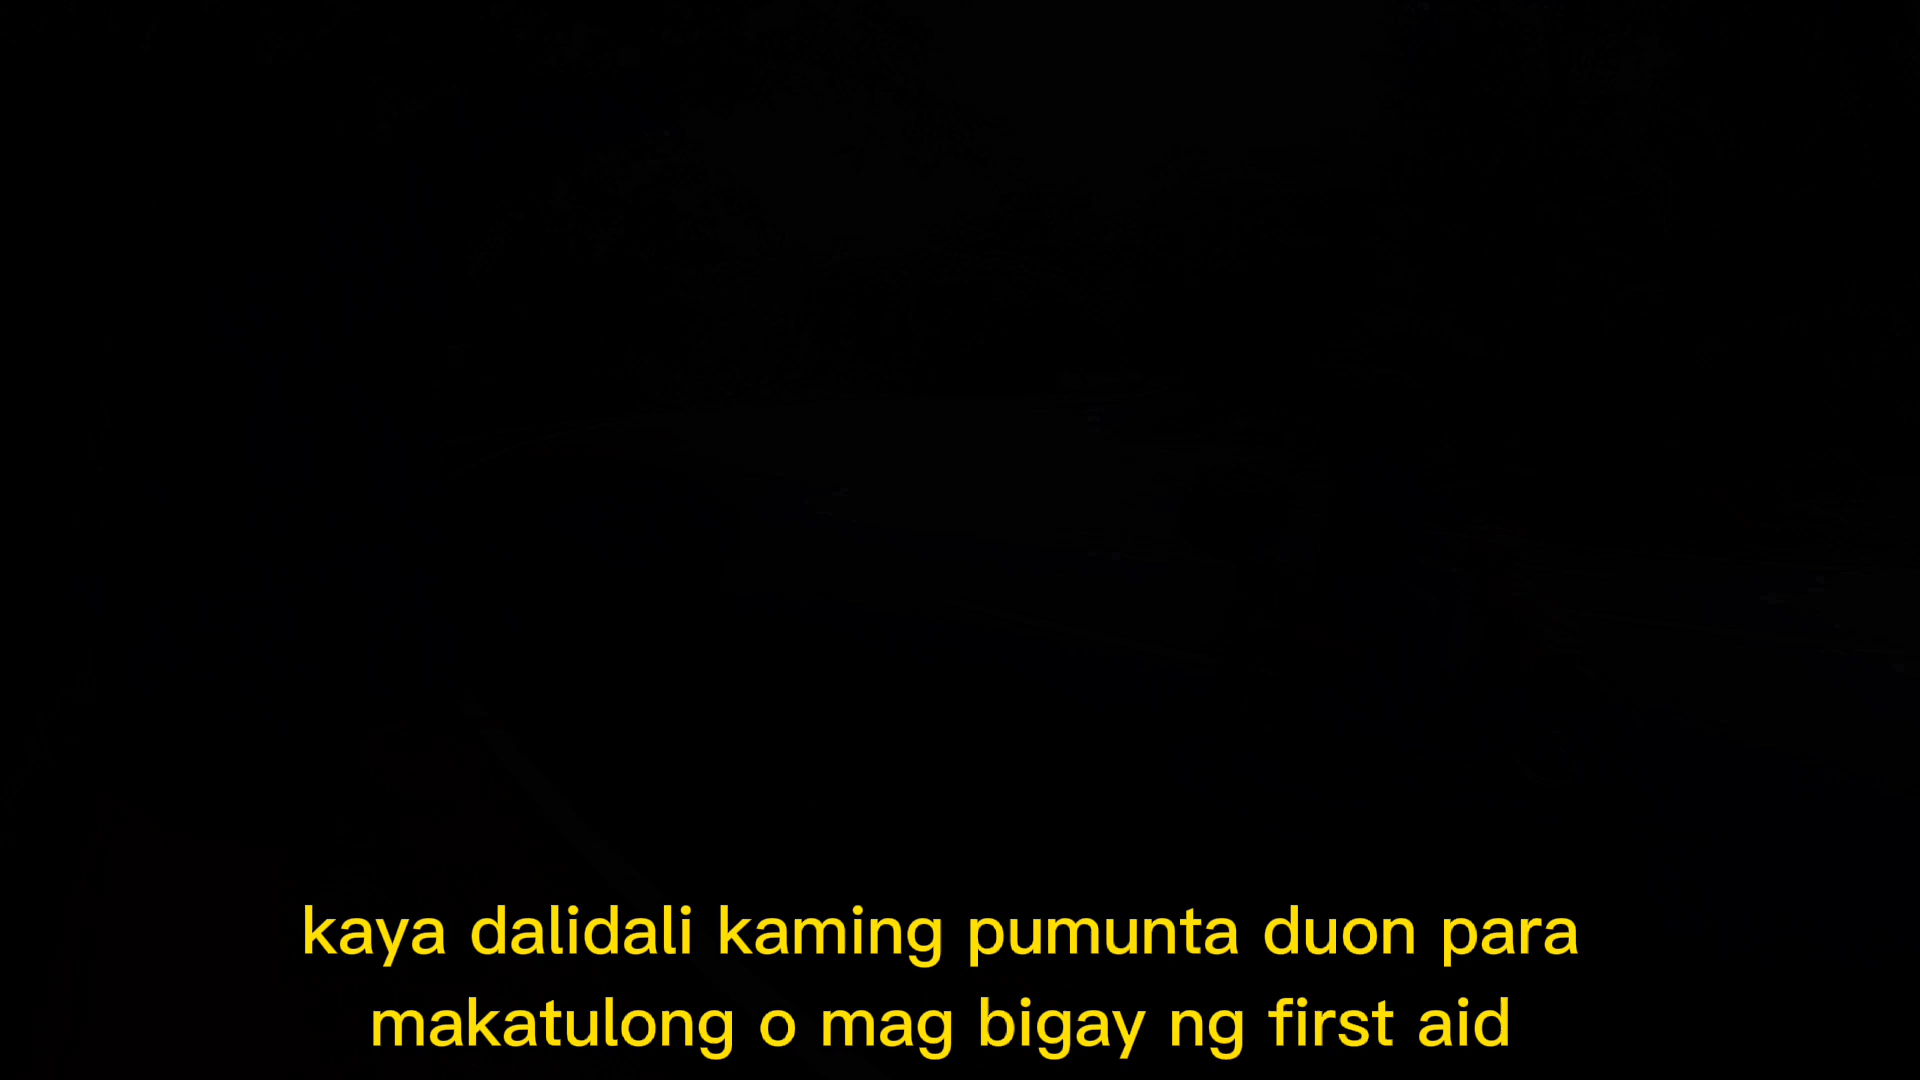 kaya dalidali kaming pumunta duon para
makatulong o mag bigay ng first aid